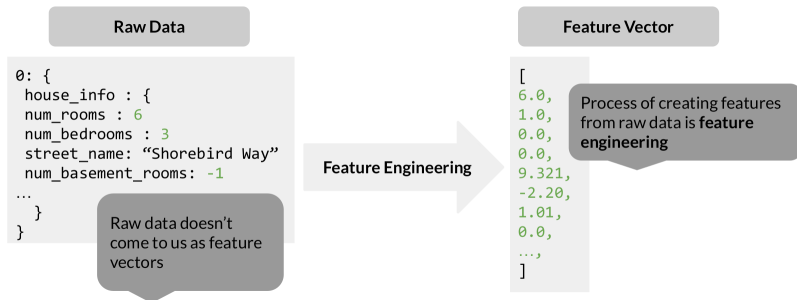 Raw Data
0: {
house_info : {
num_rooms : 6
num_bedrooms : 3
street_name: “Shorebird Way”
num_basement_rooms: -1
…
}
}
Raw data doesn’t
come to us as feature
vectors
Feature Engineering
Feature Vector
[
6.0,
1.0,
0.0,
0.0,
9.321,
-2.20,
1.01,
0.0,
…,
]
Process of creating features
from raw data is feature
engineering